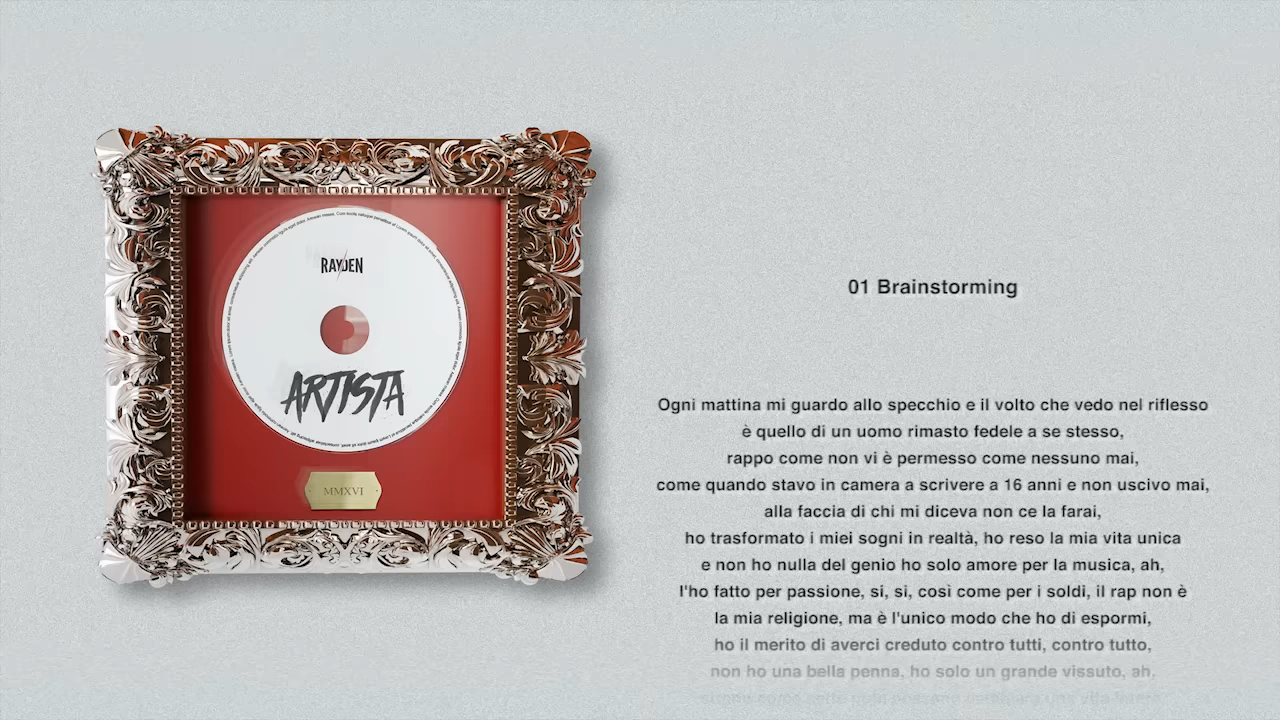 RAYDEN
ARTISTA
MMXVI
01 Brainstorming
Ogni mattina mi guardo allo specchio e il volto che vedo nel riflesso
è quello di un uomo rimasto fedele a se stesso,
rappo come non vi è permesso come nessuno mai,
come quando stavo in camera a scrivere a 16 anni e non uscivo mai,
alla faccia di chi mi diceva non ce la farai,
ho trasformato i miei sogni in realtà, ho reso la mia vita unica
e non ho nulla del genio ho solo amore per la musica, ah,
l'ho fatto per passione, si, si, così come per i soldi, il rap non è
la mia religione, ma è l'unico modo che ho di espormi,
ho il merito di averci creduto contro tutti, contro tutto,
non ho una bella penna, ho solo un grande vissuto, ah,